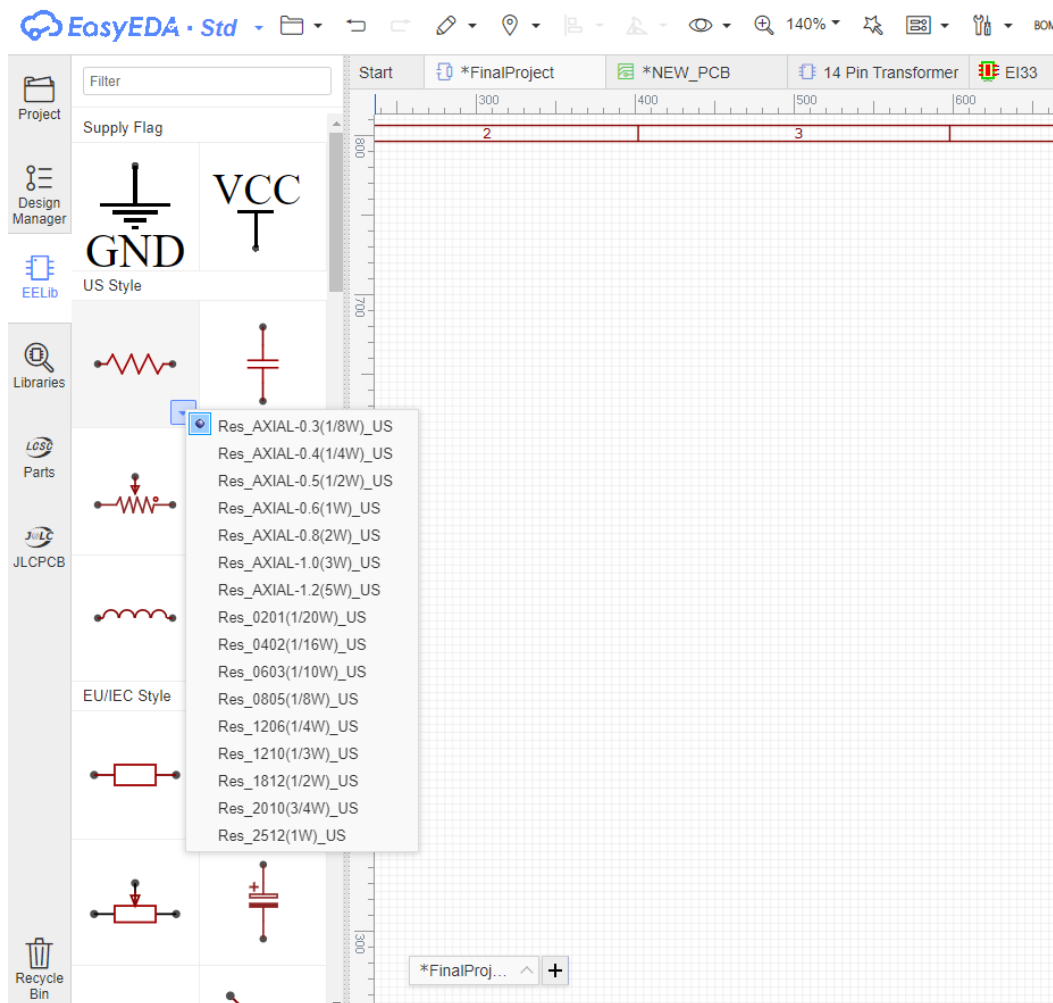 EasyEDA · Std
140%
BOM
Project
Design
Manager
EELib
Libraries
LCSC
Parts
JLC
JLCPCB
Recycle
Bin
Filter
Supply Flag
GND
VCC
US Style
EU/IEC Style
Start
*FinalProject
*NEW_PCB
14 Pin Transformer
EI33
300
400
500
600
2
3
800
700
300
Res_AXIAL-0.3(1/8W)_US
Res_AXIAL-0.4(1/4W)_US
Res_AXIAL-0.5(1/2W)_US
Res_AXIAL-0.6(1W)_US
Res_AXIAL-0.8(2W)_US
Res_AXIAL-1.0(3W)_US
Res_AXIAL-1.2(5W)_US
Res_0201(1/20W)_US
Res_0402(1/16W)_US
Res_0603(1/10W)_US
Res_0805(1/8W)_US
Res_1206(1/4W)_US
Res_1210(1/3W)_US
Res_1812(1/2W)_US
Res_2010(3/4W)_US
Res_2512(1W)_US
*FinalProj...